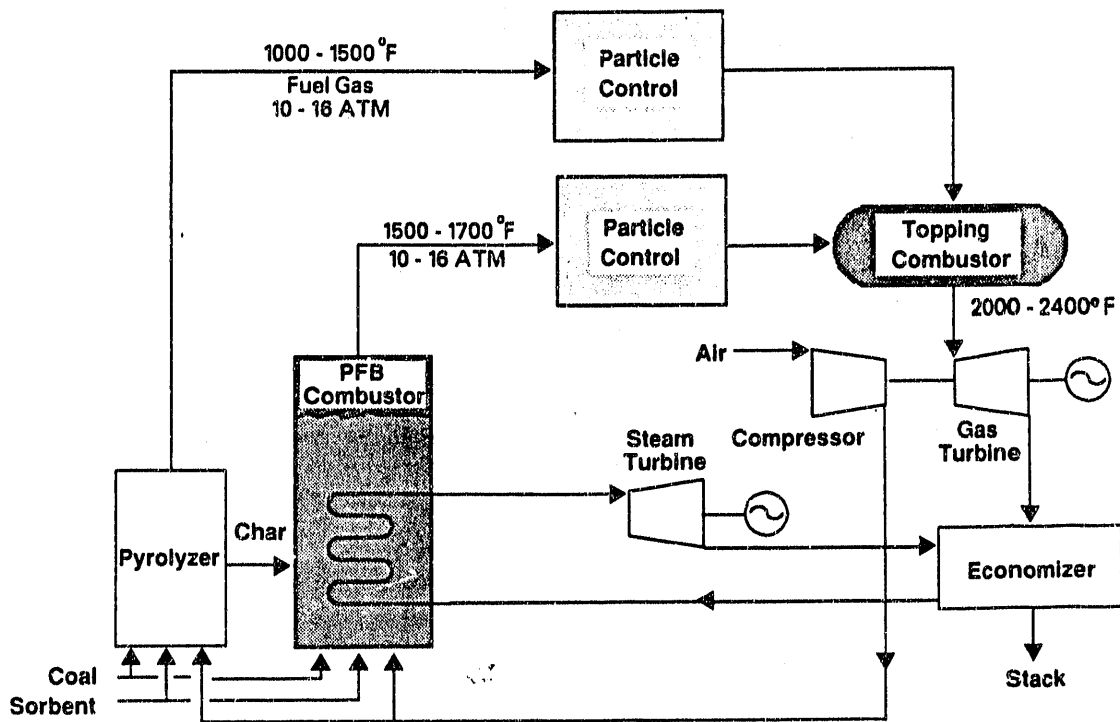 1000 - 1500°F
Fuel Gas
10 - 16 ATM
Particle
Control
1500 - 1700°F
10 - 16 ATM
Particle
Control
Topping
Combustor
2000 - 2400°F
Air
PFB
Combustor
Compressor
Gas
Turbine
Steam
Turbine
Char
Pyrolyzer
Economizer
Coal
Sorbent
Stack